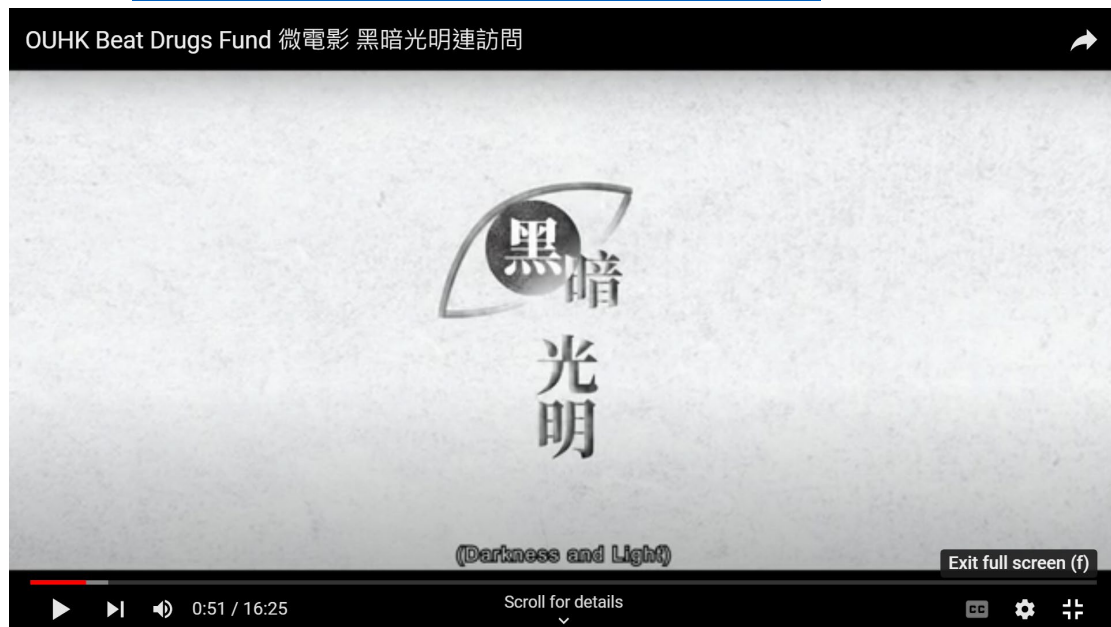 OUHK Beat Drugs Fund 微電影 黑暗光明連訪問
黑
暗
光
明
(Darkness and Light)
Exit full screen (f)
0:51 / 16:25
Scroll for details
CC